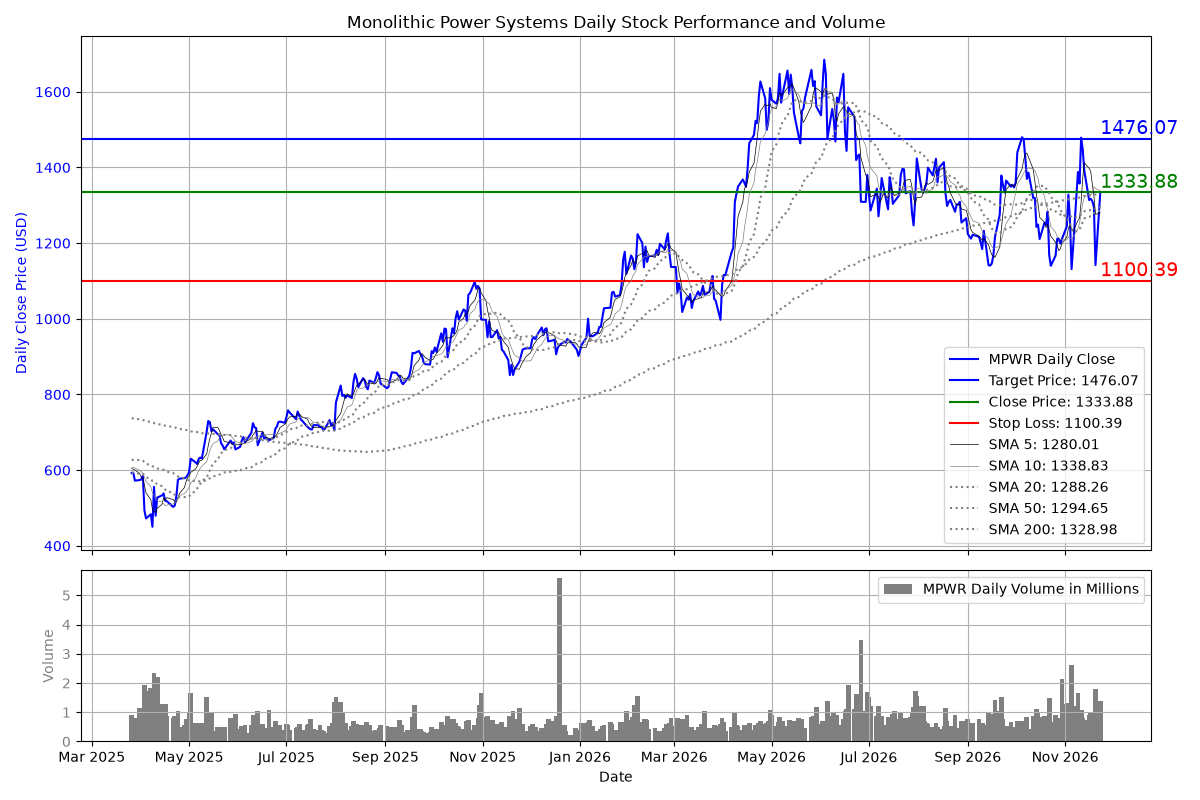 Monolithic Power Systems Daily Stock Performance and Volume
Daily Close Price (USD)
1600
1400
1200
1000
800
600
400
1476.07
1333.88
1100.39
MPWR Daily Close
Target Price: 1476.07
Close Price: 1333.88
Stop Loss: 1100.39
SMA 5: 1280.01
SMA 10: 1338.83
SMA 20: 1288.26
SMA 50: 1294.65
SMA 200: 1328.98
Volume
5
4
3
2
1
0
MPWR Daily Volume in Millions
Mar 2025 May 2025 Jul 2025 Sep 2025 Nov 2025 Jan 2026 Mar 2026 May 2026 Jul 2026 Sep 2026 Nov 2026
Date